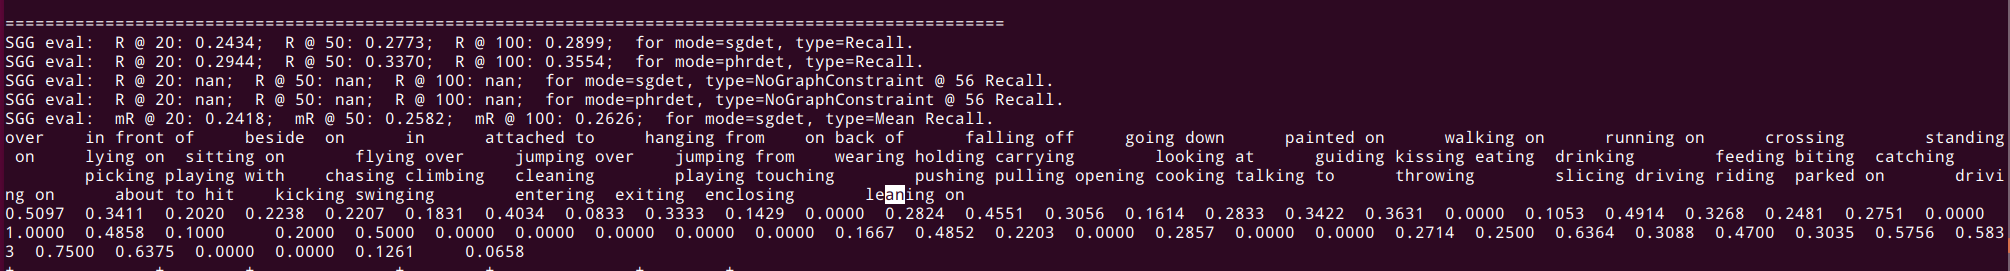 ====================================================================================================
SGG eval:  R @ 20: 0.2434;  R @ 50: 0.2773;  R @ 100: 0.2899;  for mode=sgdet, type=Recall.
SGG eval:  R @ 20: 0.2944;  R @ 50: 0.3370;  R @ 100: 0.3554;  for mode=phrdet, type=Recall.
SGG eval:  R @ 20: nan;  R @ 50: nan;  R @ 100: nan;  for mode=sgdet, type=NoGraphConstraint @ 56 Recall.
SGG eval:  R @ 20: nan;  R @ 50: nan;  R @ 100: nan;  for mode=phrdet, type=NoGraphConstraint @ 56 Recall.
SGG eval:  mR @ 20: 0.2418;  mR @ 50: 0.2582;  mR @ 100: 0.2626;  for mode=sgdet, type=Mean Recall.
over    in front of     beside  on      in      attached to     hanging from    on back of      falling off     going down      painted on      walking on      running on      crossing        standing
 on     lying on  sitting on       flying over     jumping over    jumping from    wearing holding carrying        looking at      guiding kissing eating  drinking        feeding biting  catching
        picking playing with    chasing climbing   cleaning        playing touching        pushing pulling opening cooking talking to      throwing        slicing driving riding  parked on       drivi
ng on      about to hit    kicking swinging        entering  exiting  enclosing       leaning on
0.5097  0.3411  0.2020  0.2238  0.2207  0.1831  0.4034  0.0833  0.3333  0.1429  0.0000  0.2824  0.4551  0.3056  0.1614  0.2833  0.3422  0.3631  0.0000  0.1053  0.4914  0.3268  0.2481  0.2751  0.0000
1.0000  0.4858  0.1000     0.2000  0.5000  0.0000  0.0000  0.0000  0.0000  0.0000  0.1667  0.4852  0.2203  0.0000  0.2857  0.0000  0.0000  0.2714  0.2500  0.6364  0.3088  0.4700  0.3035  0.5756  0.583
3  0.7500  0.6375  0.0000  0.0000  0.1261     0.0658